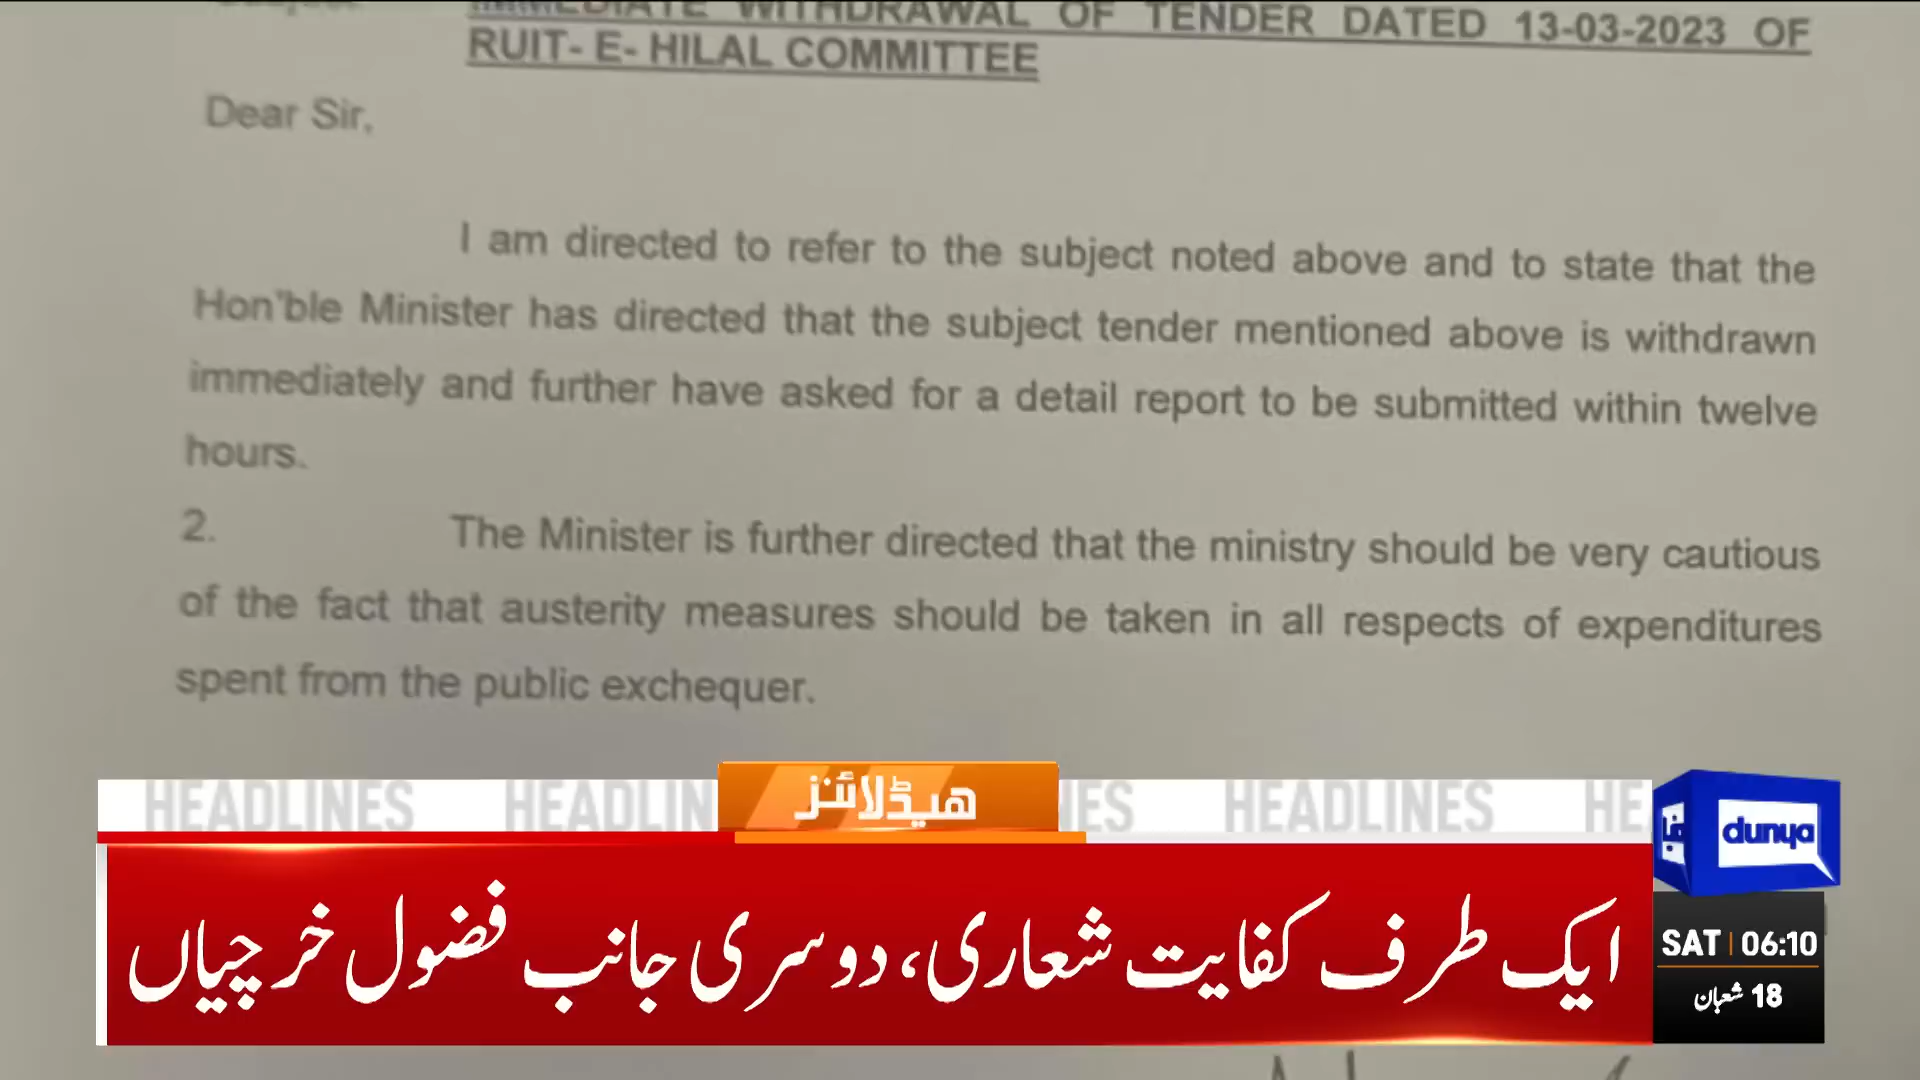 IMMEDIATE WITHDRAWAL OF TENDER DATED 13-03-2023 OF
RUIT- E- HILAL COMMITTEE
Dear Sir,
I am directed to refer to the subject noted above and to state that the
Hon'ble Minister has directed that the subject tender mentioned above is withdrawn
immediately and further have asked for a detail report to be submitted within twelve
hours.
2. The Minister is further directed that the ministry should be very cautious
of the fact that austerity measures should be taken in all respects of expenditures
spent from the public exchequer.
HEADLINES HEADLINES HEADLINES
ھیڈلائنز
dunya
ایک طرف کفایت شعاری، دوسری جانب فضول خرچیاں
SAT 06:10
18 شعبان